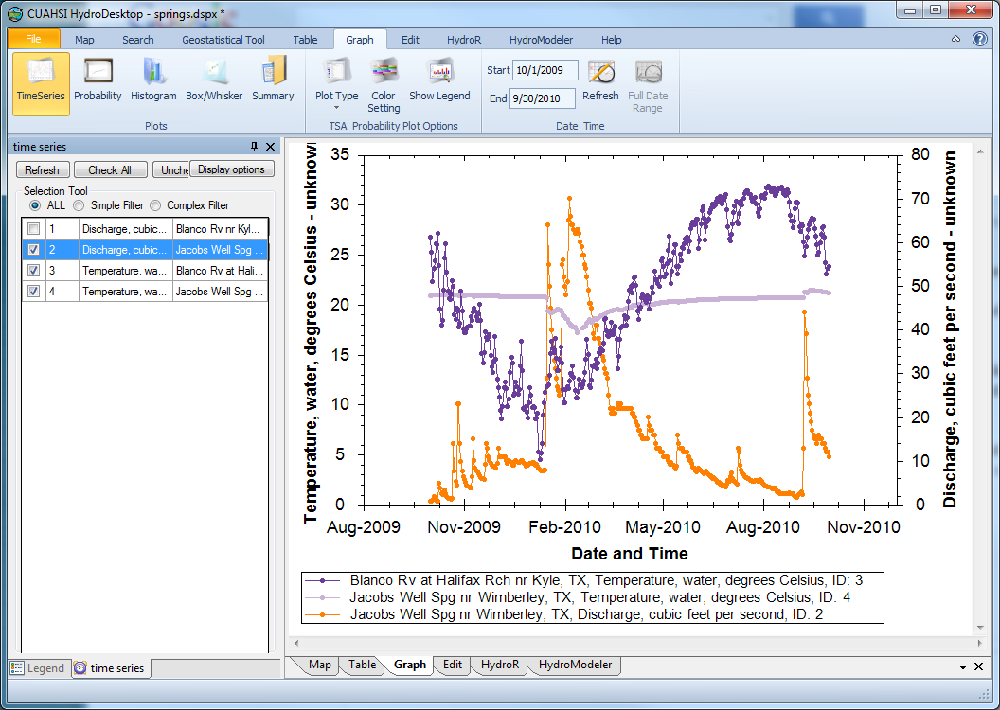 CUAHSI HydroDesktop - springs.dspx *
File Map Search Geostatistical Tool Table Graph Edit HydroR HydroModeler Help
TimeSeries Probability Histogram Box/Whisker Summary
Plots
Plot Type Color Setting Show Legend
TSA Probability Plot Options
Start 10/1/2009
End 9/30/2010
Refresh Full Date Range
Date Time
time series
Refresh Check All Unche Display options
Selection Tool
ALL Simple Filter Complex Filter
1 Discharge, cubic... Blanco Rv nr Kyl...
2 Discharge, cubic... Jacobs Well Spg ...
3 Temperature, wa... Blanco Rv at Hali...
4 Temperature, wa... Jacobs Well Spg ...
Legend time series
Temperature, water, degrees Celsius - unknown
35
30
25
20
15
10
5
0
80
70
60
50
40
30
20
10
0
Discharge, cubic feet per second - unknown
Aug-2009 Nov-2009 Feb-2010 May-2010 Aug-2010 Nov-2010
Date and Time
Blanco Rv at Halifax Rch nr Kyle, TX, Temperature, water, degrees Celsius, ID: 3
Jacobs Well Spg nr Wimberley, TX, Temperature, water, degrees Celsius, ID: 4
Jacobs Well Spg nr Wimberley, TX, Discharge, cubic feet per second, ID: 2
Map Table Graph Edit HydroR HydroModeler